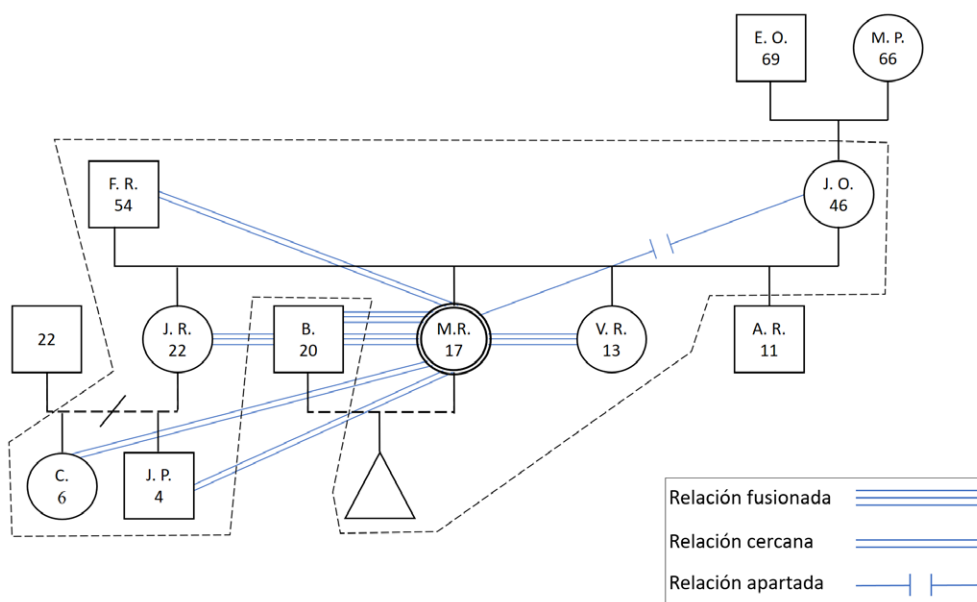 E. O.
69
M. P.
66
F. R.
54
J. O.
46
22
J. R.
22
B.
20
M.R.
17
V. R.
13
A. R.
11
C.
6
J. P.
4
Relación fusionada
Relación cercana
Relación apartada